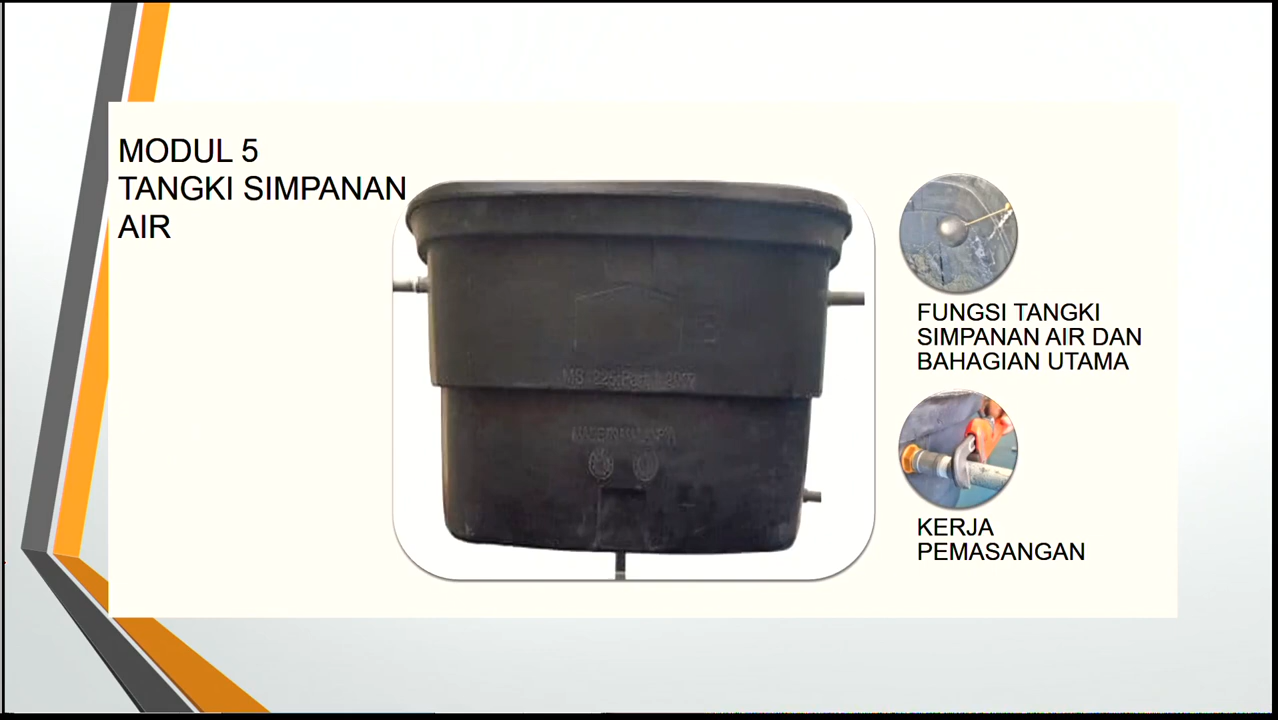 MODUL 5
TANGKI SIMPANAN
AIR
FUNGSI TANGKI
SIMPANAN AIR DAN
BAHAGIAN UTAMA
KERJA
PEMASANGAN